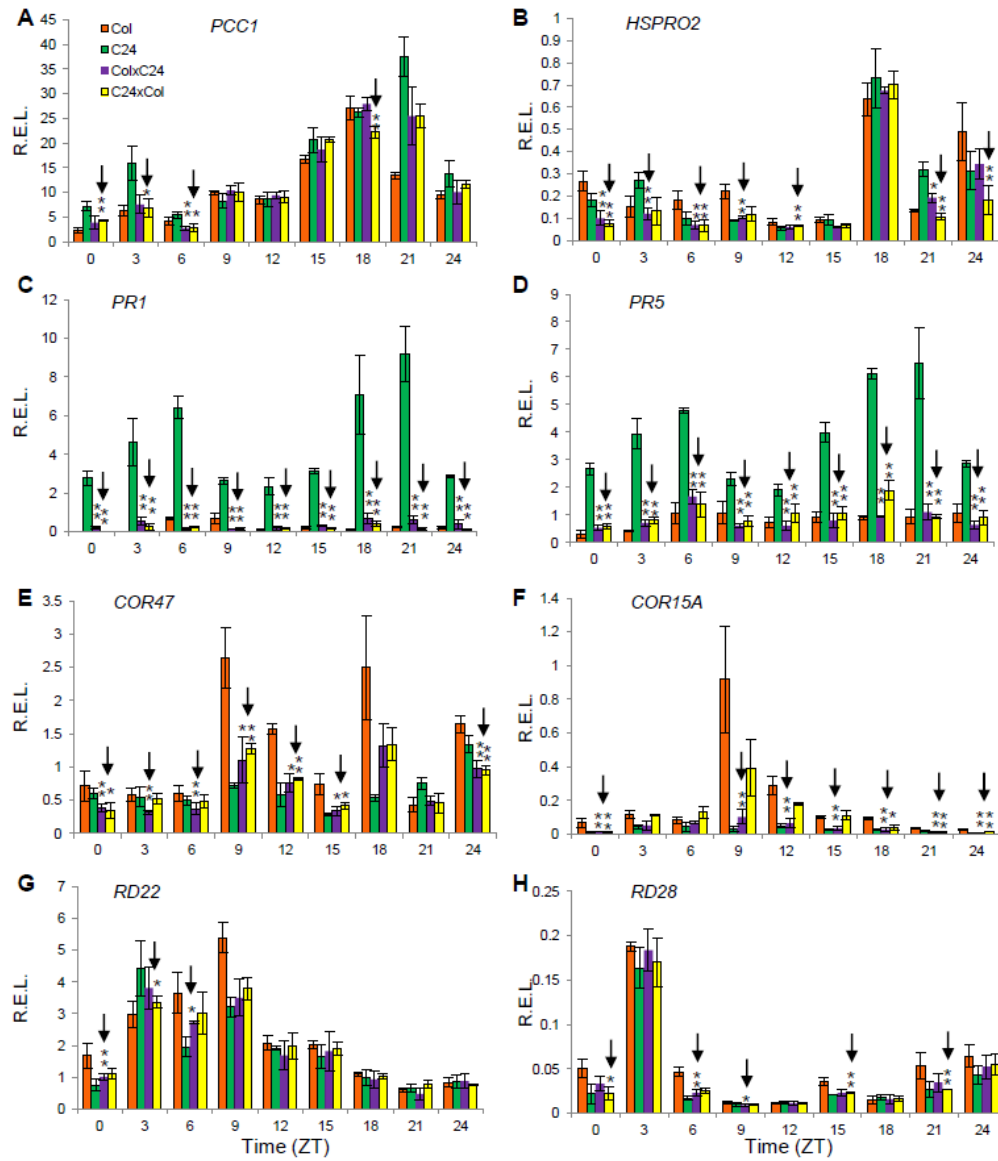 A
PCC1
Col
C24
ColxC24
C24xCol
R.E.L.
45
40
35
30
25
20
15
10
5
0
* * * * * * * * *
0 3 6 9 12 15 18 21 24
B
HSPRO2
R.E.L.
1
0.9
0.8
0.7
0.6
0.5
0.4
0.3
0.2
0.1
0
0 3 6 9 12 15 18 21 24
C
PR1
R.E.L.
12
10
8
6
4
2
0
0 3 6 9 12 15 18 21 24
D
PR5
R.E.L.
9
8
7
6
5
4
3
2
1
0
0 3 6 9 12 15 18 21 24
E
COR47
R.E.L.
3.5
3
2.5
2
1.5
1
0.5
0
0 3 6 9 12 15 18 21 24
F
COR15A
R.E.L.
1.4
1.2
1
0.8
0.6
0.4
0.2
0
0 3 6 9 12 15 18 21 24
G
RD22
R.E.L.
7
6
5
4
3
2
1
0
0 3 6 9 12 15 18 21 24
Time (ZT)
H
RD28
R.E.L.
0.25
0.2
0.15
0.1
0.05
0
0 3 6 9 12 15 18 21 24
Time (ZT)